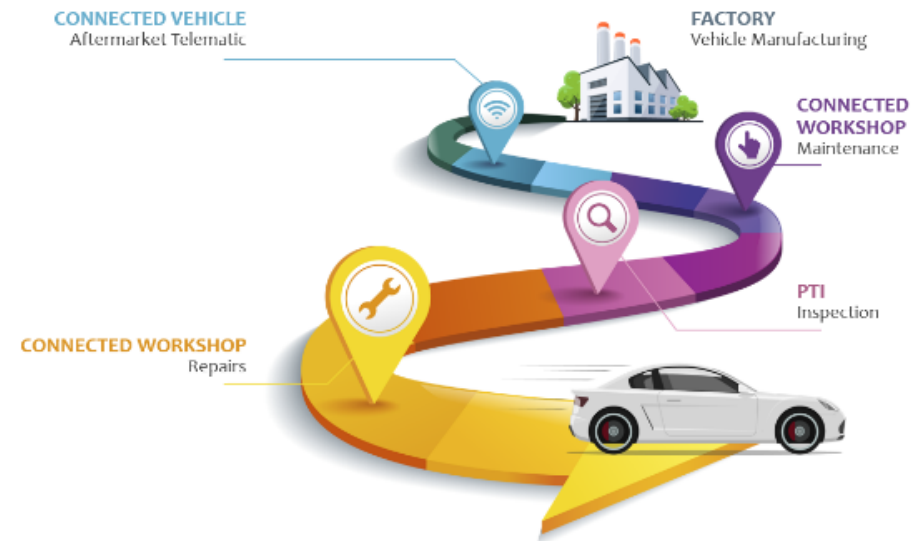 CONNECTED VEHICLE
Aftermarket Telematic
FACTORY
Vehicle Manufacturing
CONNECTED
WORKSHOP
Maintenance
PTI
Inspection
CONNECTED WORKSHOP
Repairs